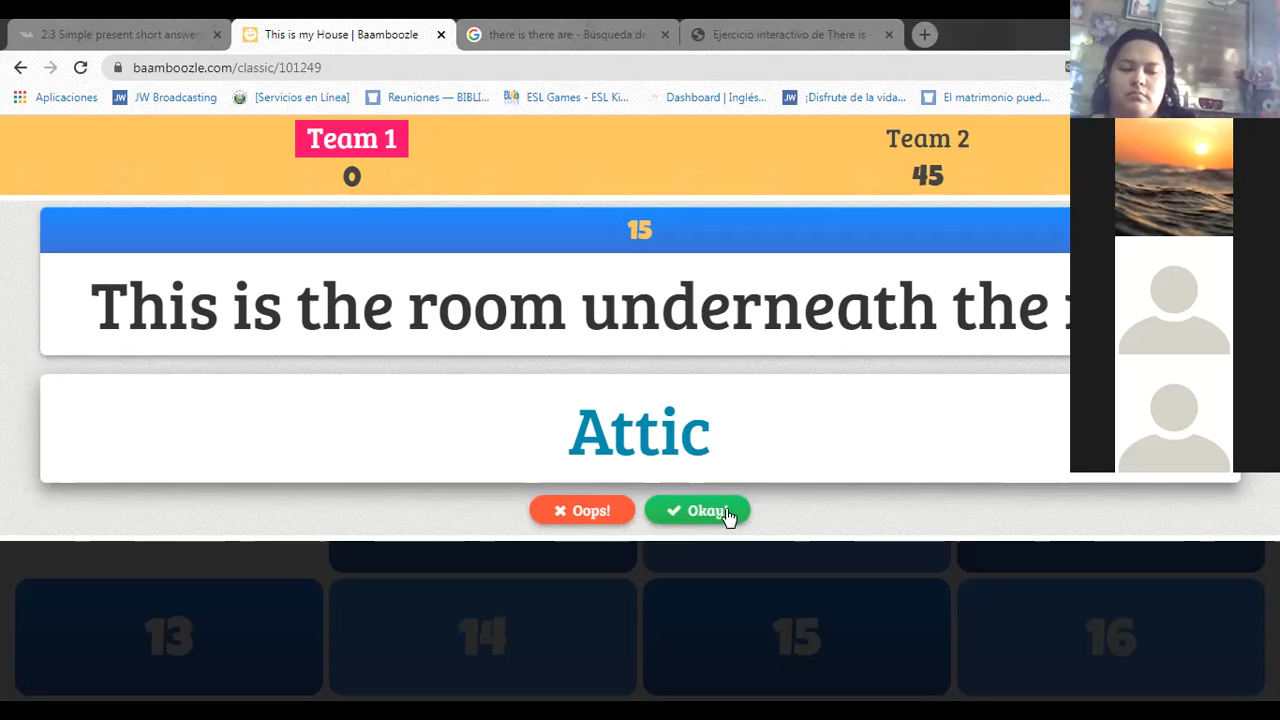 2.3 Simple present short answer
This is my House | Baamboozle
there is there are - Búsqueda de
Ejercicio interactivo de There is
baamboozle.com/classic/101249
Aplicaciones
JW Broadcasting
[Servicios en Línea]
Reuniones — BIBLI...
ESL Games - ESL Ki...
Dashboard | Inglés...
¡Disfrute de la vida...
El matrimonio pued...
Team 1
0
Team 2
45
15
This is the room underneath the
Attic
Oops!
Okay!
13
14
15
16